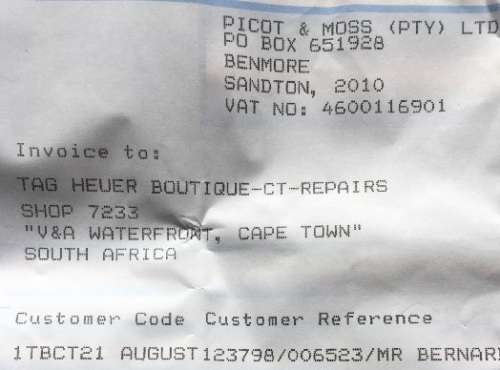 PICOT & MOSS (PTY) LTD
PO BOX 651928
BENMORE
SANDTON, 2010
VAT NO: 4600116901
Invoice to:
TAG HEUER BOUTIQUE-CT-REPAIRS
SHOP 7233
"V&A WATERFRONT, CAPE TOWN"
SOUTH AFRICA
Customer Code Customer Reference
1TBCT21 AUGUST123798/006523/MR BERNAR